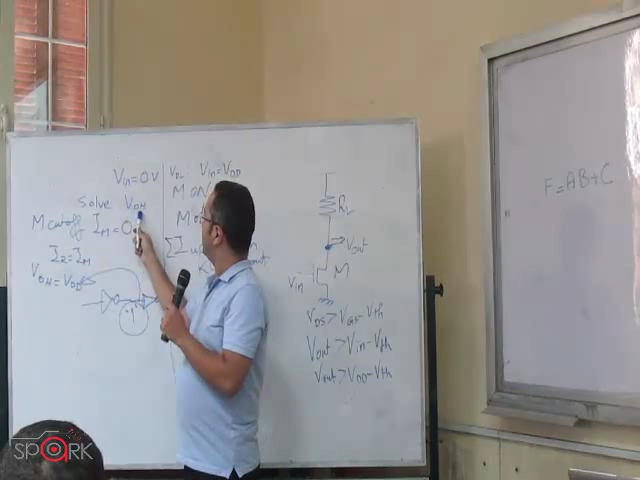 Vin=0V
Solve VOH
M cutoff IM=0
IR=IM
VOH=VDD
"1"
VOL: Vin=VDD
M ON
RL
Vout
Vin
M
VDS>VGS-Vth
Vout>Vin-Vth
Vout>VDD-Vth
F=AB+C
SPARK